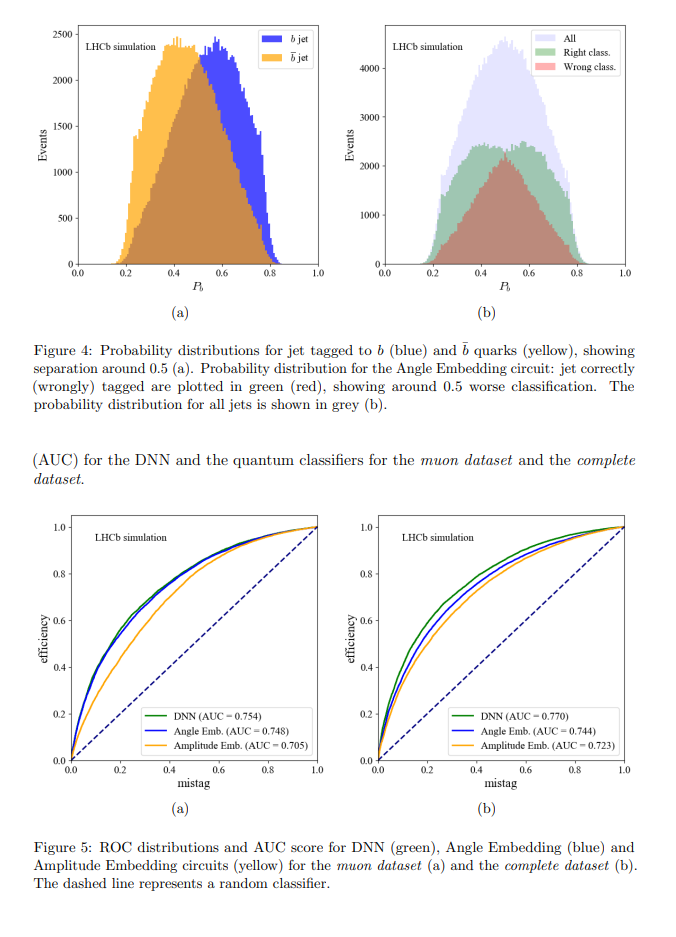 2500
2000
1500
1000
500
0
Events
LHCb simulation
b jet
b̄ jet
0.0 0.2 0.4 0.6 0.8 1.0
P_b
(a)
4000
3000
2000
1000
0
Events
LHCb simulation
All
Right class.
Wrong class.
0.0 0.2 0.4 0.6 0.8 1.0
P_b
(b)
Figure 4: Probability distributions for jet tagged to b (blue) and b̄ quarks (yellow), showing
separation around 0.5 (a). Probability distribution for the Angle Embedding circuit: jet correctly
(wrongly) tagged are plotted in green (red), showing around 0.5 worse classification. The
probability distribution for all jets is shown in grey (b).
(AUC) for the DNN and the quantum classifiers for the muon dataset and the complete
dataset.
1.0
0.8
0.6
0.4
0.2
0.0
efficiency
LHCb simulation
DNN (AUC = 0.754)
Angle Emb. (AUC = 0.748)
Amplitude Emb. (AUC = 0.705)
0.0 0.2 0.4 0.6 0.8 1.0
mistag
(a)
1.0
0.8
0.6
0.4
0.2
0.0
efficiency
LHCb simulation
DNN (AUC = 0.770)
Angle Emb. (AUC = 0.744)
Amplitude Emb. (AUC = 0.723)
0.0 0.2 0.4 0.6 0.8 1.0
mistag
(b)
Figure 5: ROC distributions and AUC score for DNN (green), Angle Embedding (blue) and
Amplitude Embedding circuits (yellow) for the muon dataset (a) and the complete dataset (b).
The dashed line represents a random classifier.